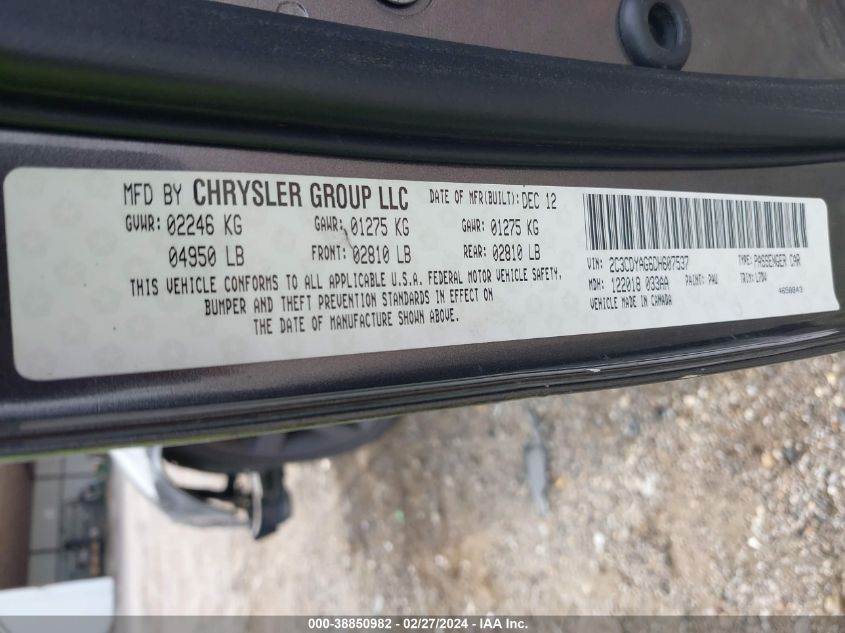 MFD BY CHRYSLER GROUP LLC DATE OF MFR(BUILT): DEC 12
GVWR: 02246 KG GAWR: 01275 KG GAWR: 01275 KG
04950 LB FRONT: 02810 LB REAR: 02810 LB
THIS VEHICLE CONFORMS TO ALL APPLICABLE U.S.A. FEDERAL MOTOR VEHICLE SAFETY,
BUMPER AND THEFT PREVENTION STANDARDS IN EFFECT ON
THE DATE OF MANUFACTURE SHOWN ABOVE.
VIN: 2C3CDYAG6DH607537 TYPE: PASSENGER CAR
MDH: 122018 033AA PAINT: PAU TRIM: L7DV
VEHICLE MADE IN CANADA 4658043
000-38850982 - 02/27/2024 - IAA Inc.